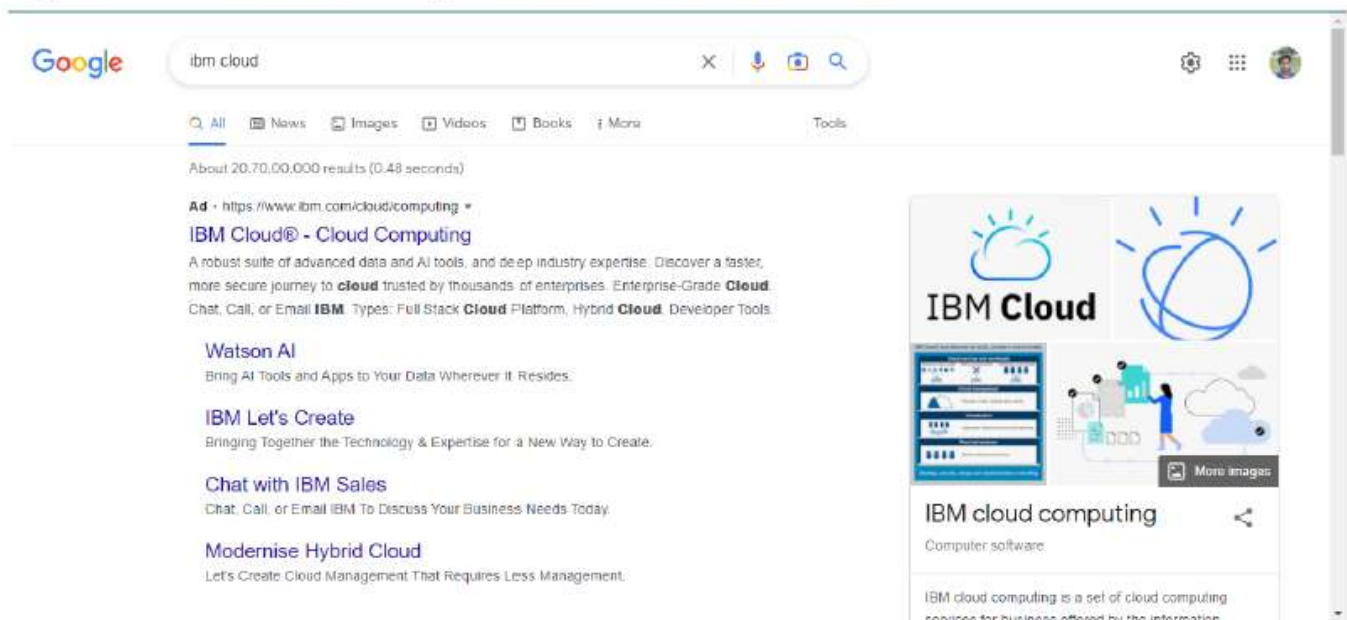 Google
ibm cloud
All News Images Videos Books More Tools
About 20,70,00,000 results (0.48 seconds)
Ad · https://www.ibm.com/cloud/computing
IBM Cloud® - Cloud Computing
A robust suite of advanced data and AI tools, and deep industry expertise. Discover a faster,
more secure journey to cloud trusted by thousands of enterprises. Enterprise-Grade Cloud.
Chat, Call, or Email IBM. Types: Full Stack Cloud Platform, Hybrid Cloud, Developer Tools.
Watson AI
Bring AI Tools and Apps to Your Data Wherever It Resides.
IBM Let's Create
Bringing Together the Technology & Expertise for a New Way to Create.
Chat with IBM Sales
Chat, Call, or Email IBM To Discuss Your Business Needs Today.
Modernise Hybrid Cloud
Let's Create Cloud Management That Requires Less Management.
IBM Cloud
More images
IBM cloud computing
Computer software
IBM cloud computing is a set of cloud computing
services for business offered by the information